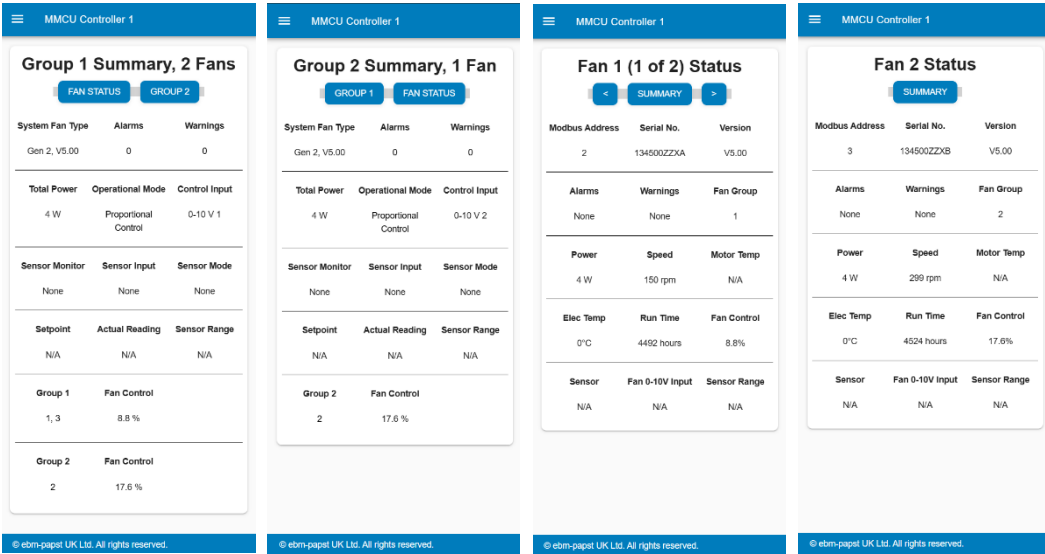 MMCU Controller 1
Group 1 Summary, 2 Fans
FAN STATUS GROUP 2
System Fan Type Alarms Warnings
Gen 2, V5.00 0 0
Total Power Operational Mode Control Input
4 W Proportional 0-10 V 1
Control
Sensor Monitor Sensor Input Sensor Mode
None None None
Setpoint Actual Reading Sensor Range
N/A N/A N/A
Group 1 Fan Control
1, 3 8.8 %
Group 2 Fan Control
2 17.6 %
© ebm-papst UK Ltd. All rights reserved.
MMCU Controller 1
Group 2 Summary, 1 Fan
GROUP 1 FAN STATUS
System Fan Type Alarms Warnings
Gen 2, V5.00 0 0
Total Power Operational Mode Control Input
4 W Proportional 0-10 V 2
Control
Sensor Monitor Sensor Input Sensor Mode
None None None
Setpoint Actual Reading Sensor Range
N/A N/A N/A
Group 2 Fan Control
2 17.6 %
© ebm-papst UK Ltd. All rights reserved.
MMCU Controller 1
Fan 1 (1 of 2) Status
< SUMMARY >
Modbus Address Serial No. Version
2 134500ZZXA V5.00
Alarms Warnings Fan Group
None None 1
Power Speed Motor Temp
4 W 150 rpm N/A
Elec Temp Run Time Fan Control
0°C 4492 hours 8.8%
Sensor Fan 0-10V Input Sensor Range
N/A N/A N/A
© ebm-papst UK Ltd. All rights reserved.
MMCU Controller 1
Fan 2 Status
SUMMARY
Modbus Address Serial No. Version
3 134500ZZXB V5.00
Alarms Warnings Fan Group
None None 2
Power Speed Motor Temp
4 W 299 rpm N/A
Elec Temp Run Time Fan Control
0°C 4524 hours 17.6%
Sensor Fan 0-10V Input Sensor Range
N/A N/A N/A
© ebm-papst UK Ltd. All rights reserved.